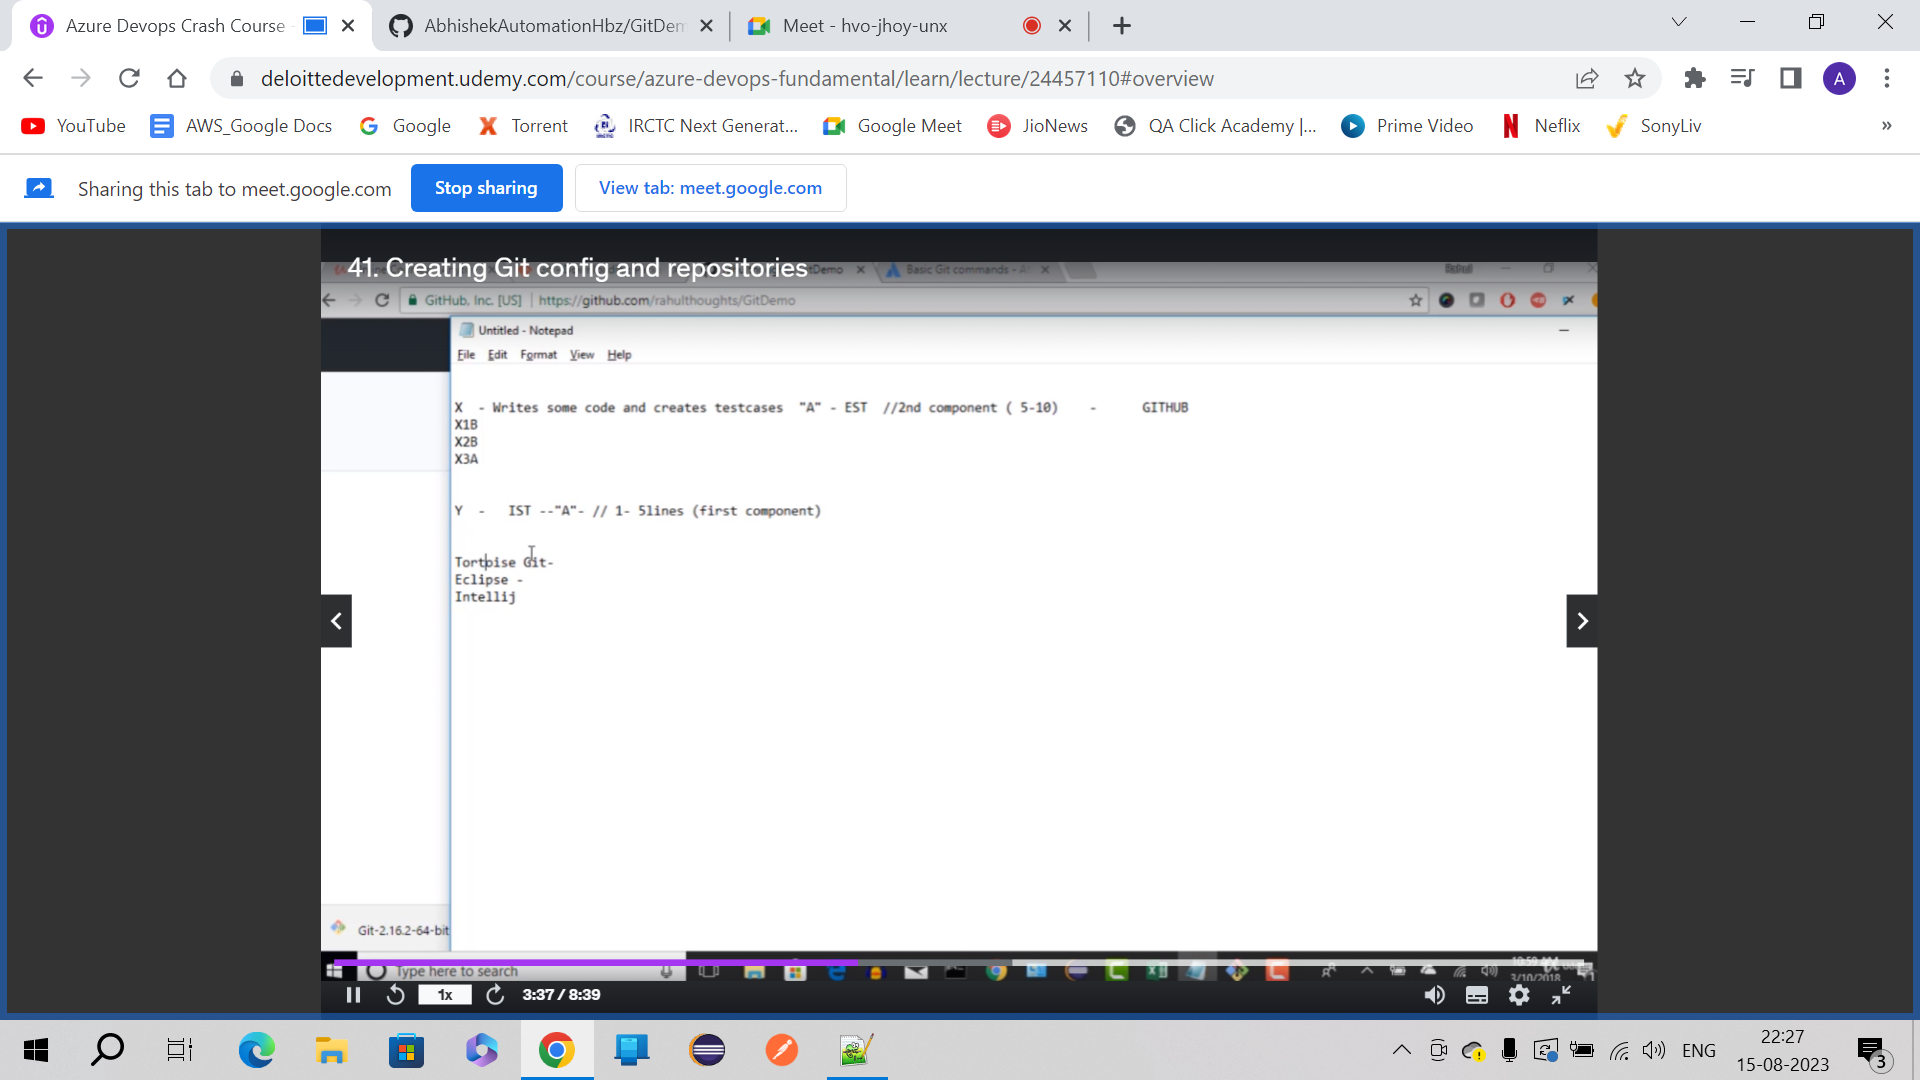 Azure Devops Crash Course
AbhishekAutomationHbz/GitDem
Meet - hvo-jhoy-unx
deloittedevelopment.udemy.com/course/azure-devops-fundamental/learn/lecture/24457110#overview
A
YouTube
AWS_Google Docs
Google
Torrent
IRCTC Next Generat...
Google Meet
JioNews
QA Click Academy |...
Prime Video
Neflix
SonyLiv
»
Sharing this tab to meet.google.com
Stop sharing
View tab: meet.google.com
41. Creating Git config and repositories
Basic Git commands - A
GitHub, Inc. [US] | https://github.com/rahulthoughts/GitDemo
Untitled - Notepad
File Edit Format View Help
X - Writes some code and creates testcases "A" - EST //2nd component ( 5-10) - GITHUB
X1B
X2B
X3A
Y - IST --"A"- // 1- 5lines (first component)
Tortoise Git-
Eclipse -
Intellij
Git-2.16.2-64-bit
Type here to search
3/10/2018
1x
3:37 / 8:39
ENG
22:27
15-08-2023
3